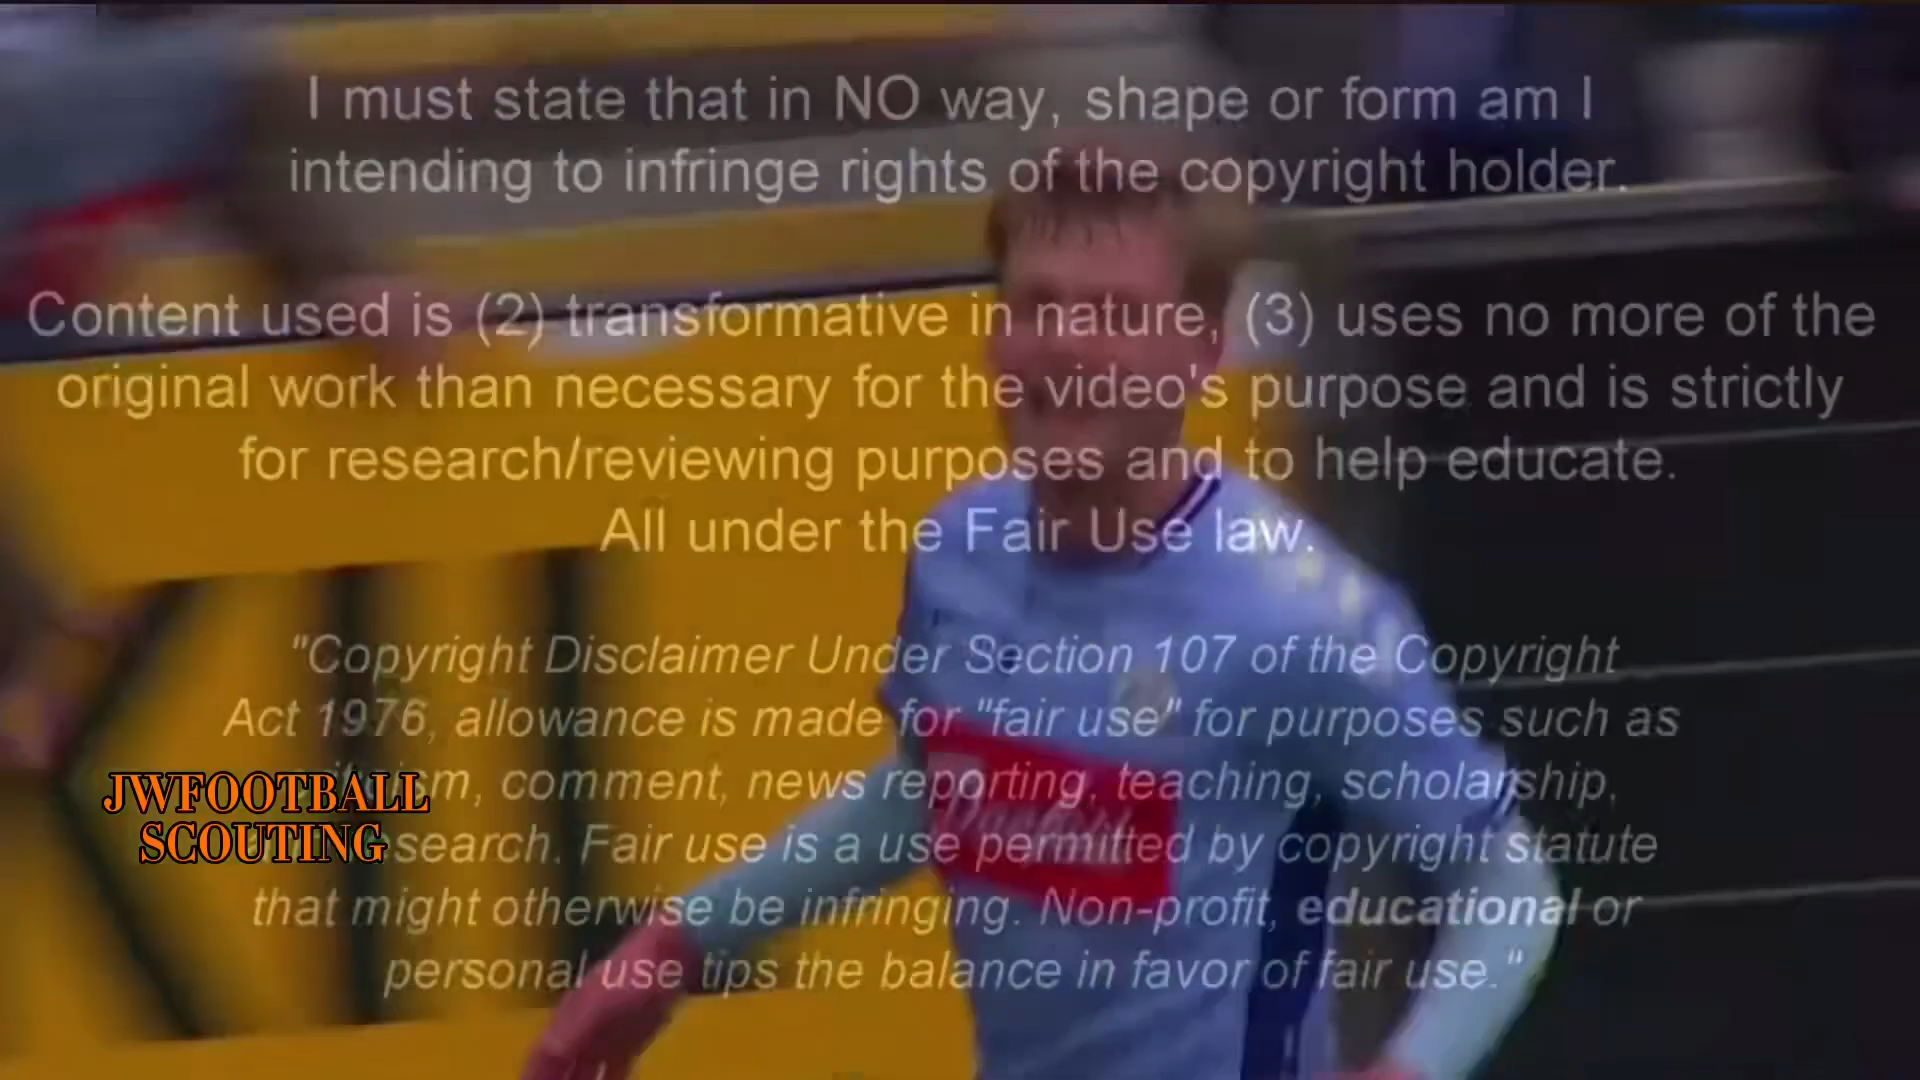 I must state that in NO way, shape or form am I
intending to infringe rights of the copyright holder.
Content used is (2) transformative in nature, (3) uses no more of the
original work than necessary for the video's purpose and is strictly
for research/reviewing purposes and to help educate.
All under the Fair Use law.
"Copyright Disclaimer Under Section 107 of the Copyright
Act 1976, allowance is made for "fair use" for purposes such as
comment, news reporting, teaching, scholarship,
JWFOOTBALL
SCOUTING
Fair use is a use permitted by copyright statute
that might otherwise be infringing. Non-profit, educational or
personal use tips the balance in favor of fair use."